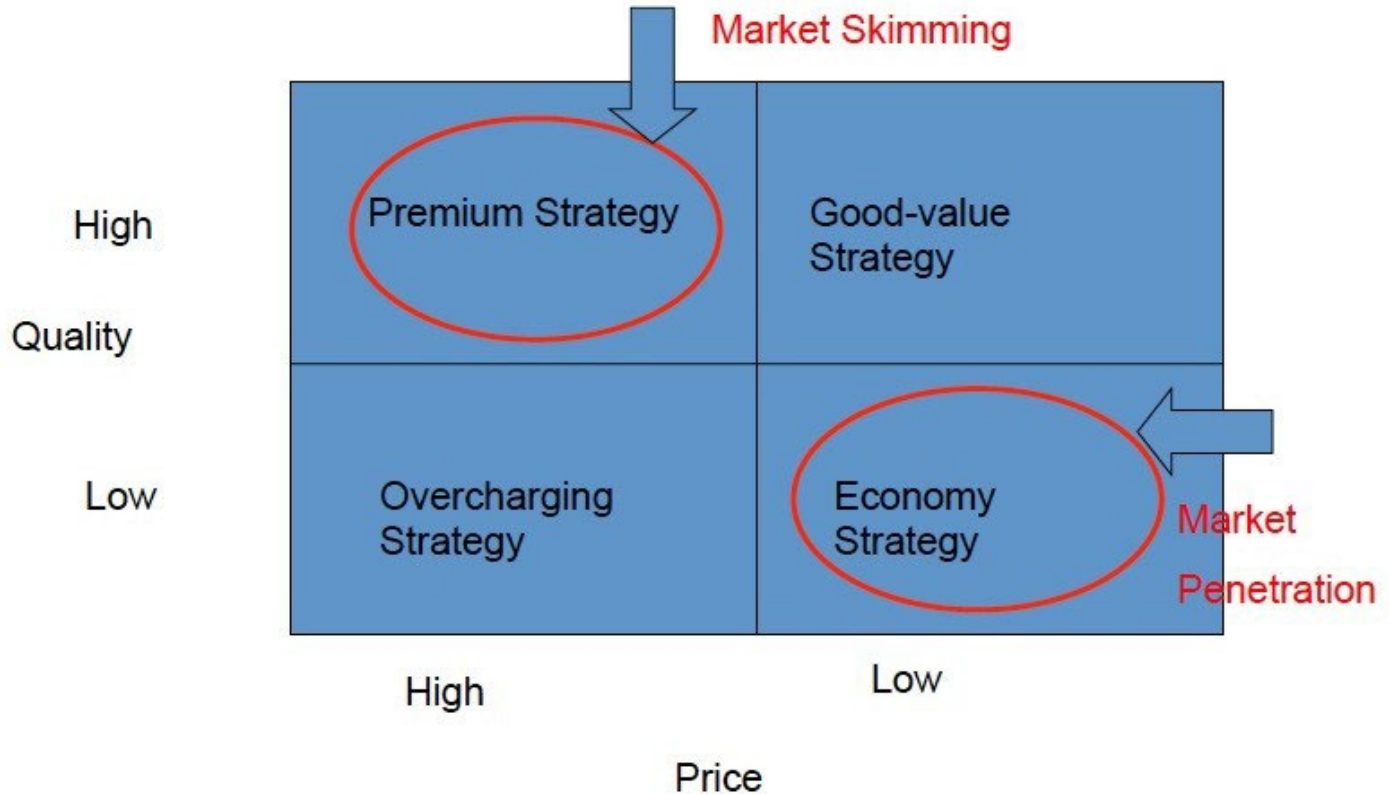 Market Skimming
High
Premium Strategy
Good-value
Strategy
Quality
Low
Overcharging
Strategy
Economy
Strategy
Market
Penetration
High
Low
Price